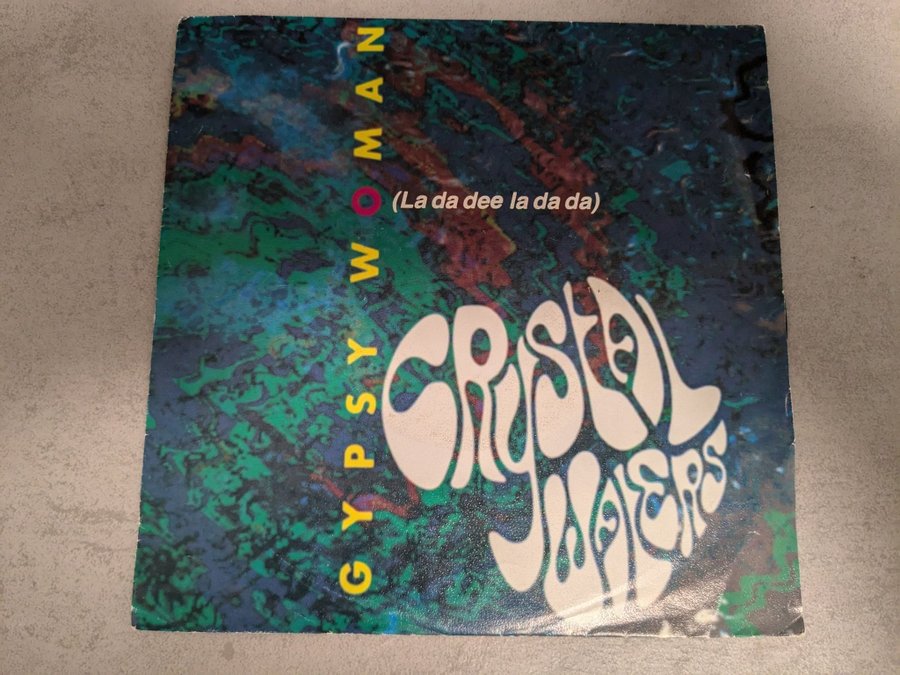 GYPSY WOMAN
(La da dee la da da)
CRYSTAL
WATERS